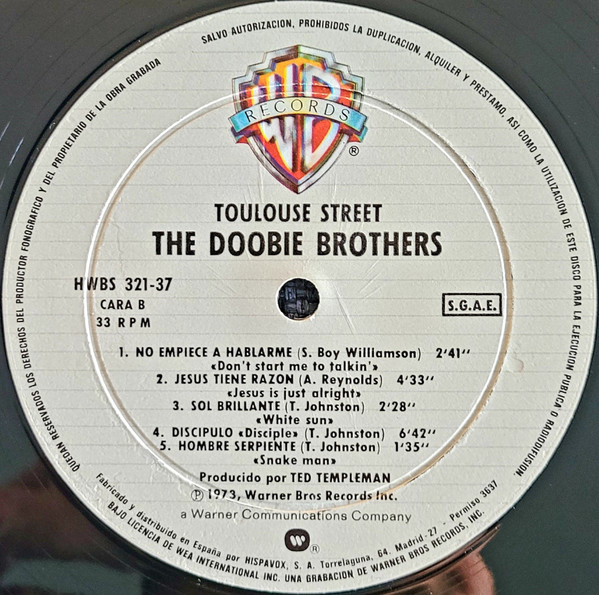 SALVO AUTORIZACION, PROHIBIDOS LA DUPLICACION, ALQUILER Y PRESTAMO, ASI COMO LA UTILIZACION DE ESTE DISCO PARA LA EJECUCION PUBLICA O RADIODIFUSION.
QUEDAN RESERVADOS LOS DERECHOS DEL PRODUCTOR FONOGRAFICO Y DEL PROPIETARIO DE LA OBRA GRABADA
WB
RECORDS
®
TOULOUSE STREET
THE DOOBIE BROTHERS
HWBS 321-37
CARA B
33 RPM
S.G.A.E.
1. NO EMPIECE A HABLARME (S. Boy Williamson) 2'41''
«Don't start me to talkin'»
2. JESUS TIENE RAZON (A. Reynolds) 4'33''
«Jesus is just alright»
3. SOL BRILLANTE (T. Johnston) 2'28''
«White sun»
4. DISCIPULO «Disciple» (T. Johnston) 6'42''
5. HOMBRE SERPIENTE (T. Johnston) 1'35''
«Snake man»
Producido por TED TEMPLEMAN
Ⓟ 1973, Warner Bros Records Inc.
a Warner Communications Company
®
Fabricado y distribuido en España por HISPAVOX, S. A. Torrelaguna, 64. Madrid-27 - Permiso 3637
BAJO LICENCIA DE WEA INTERNATIONAL INC. UNA GRABACION DE WARNER BROS RECORDS, INC.